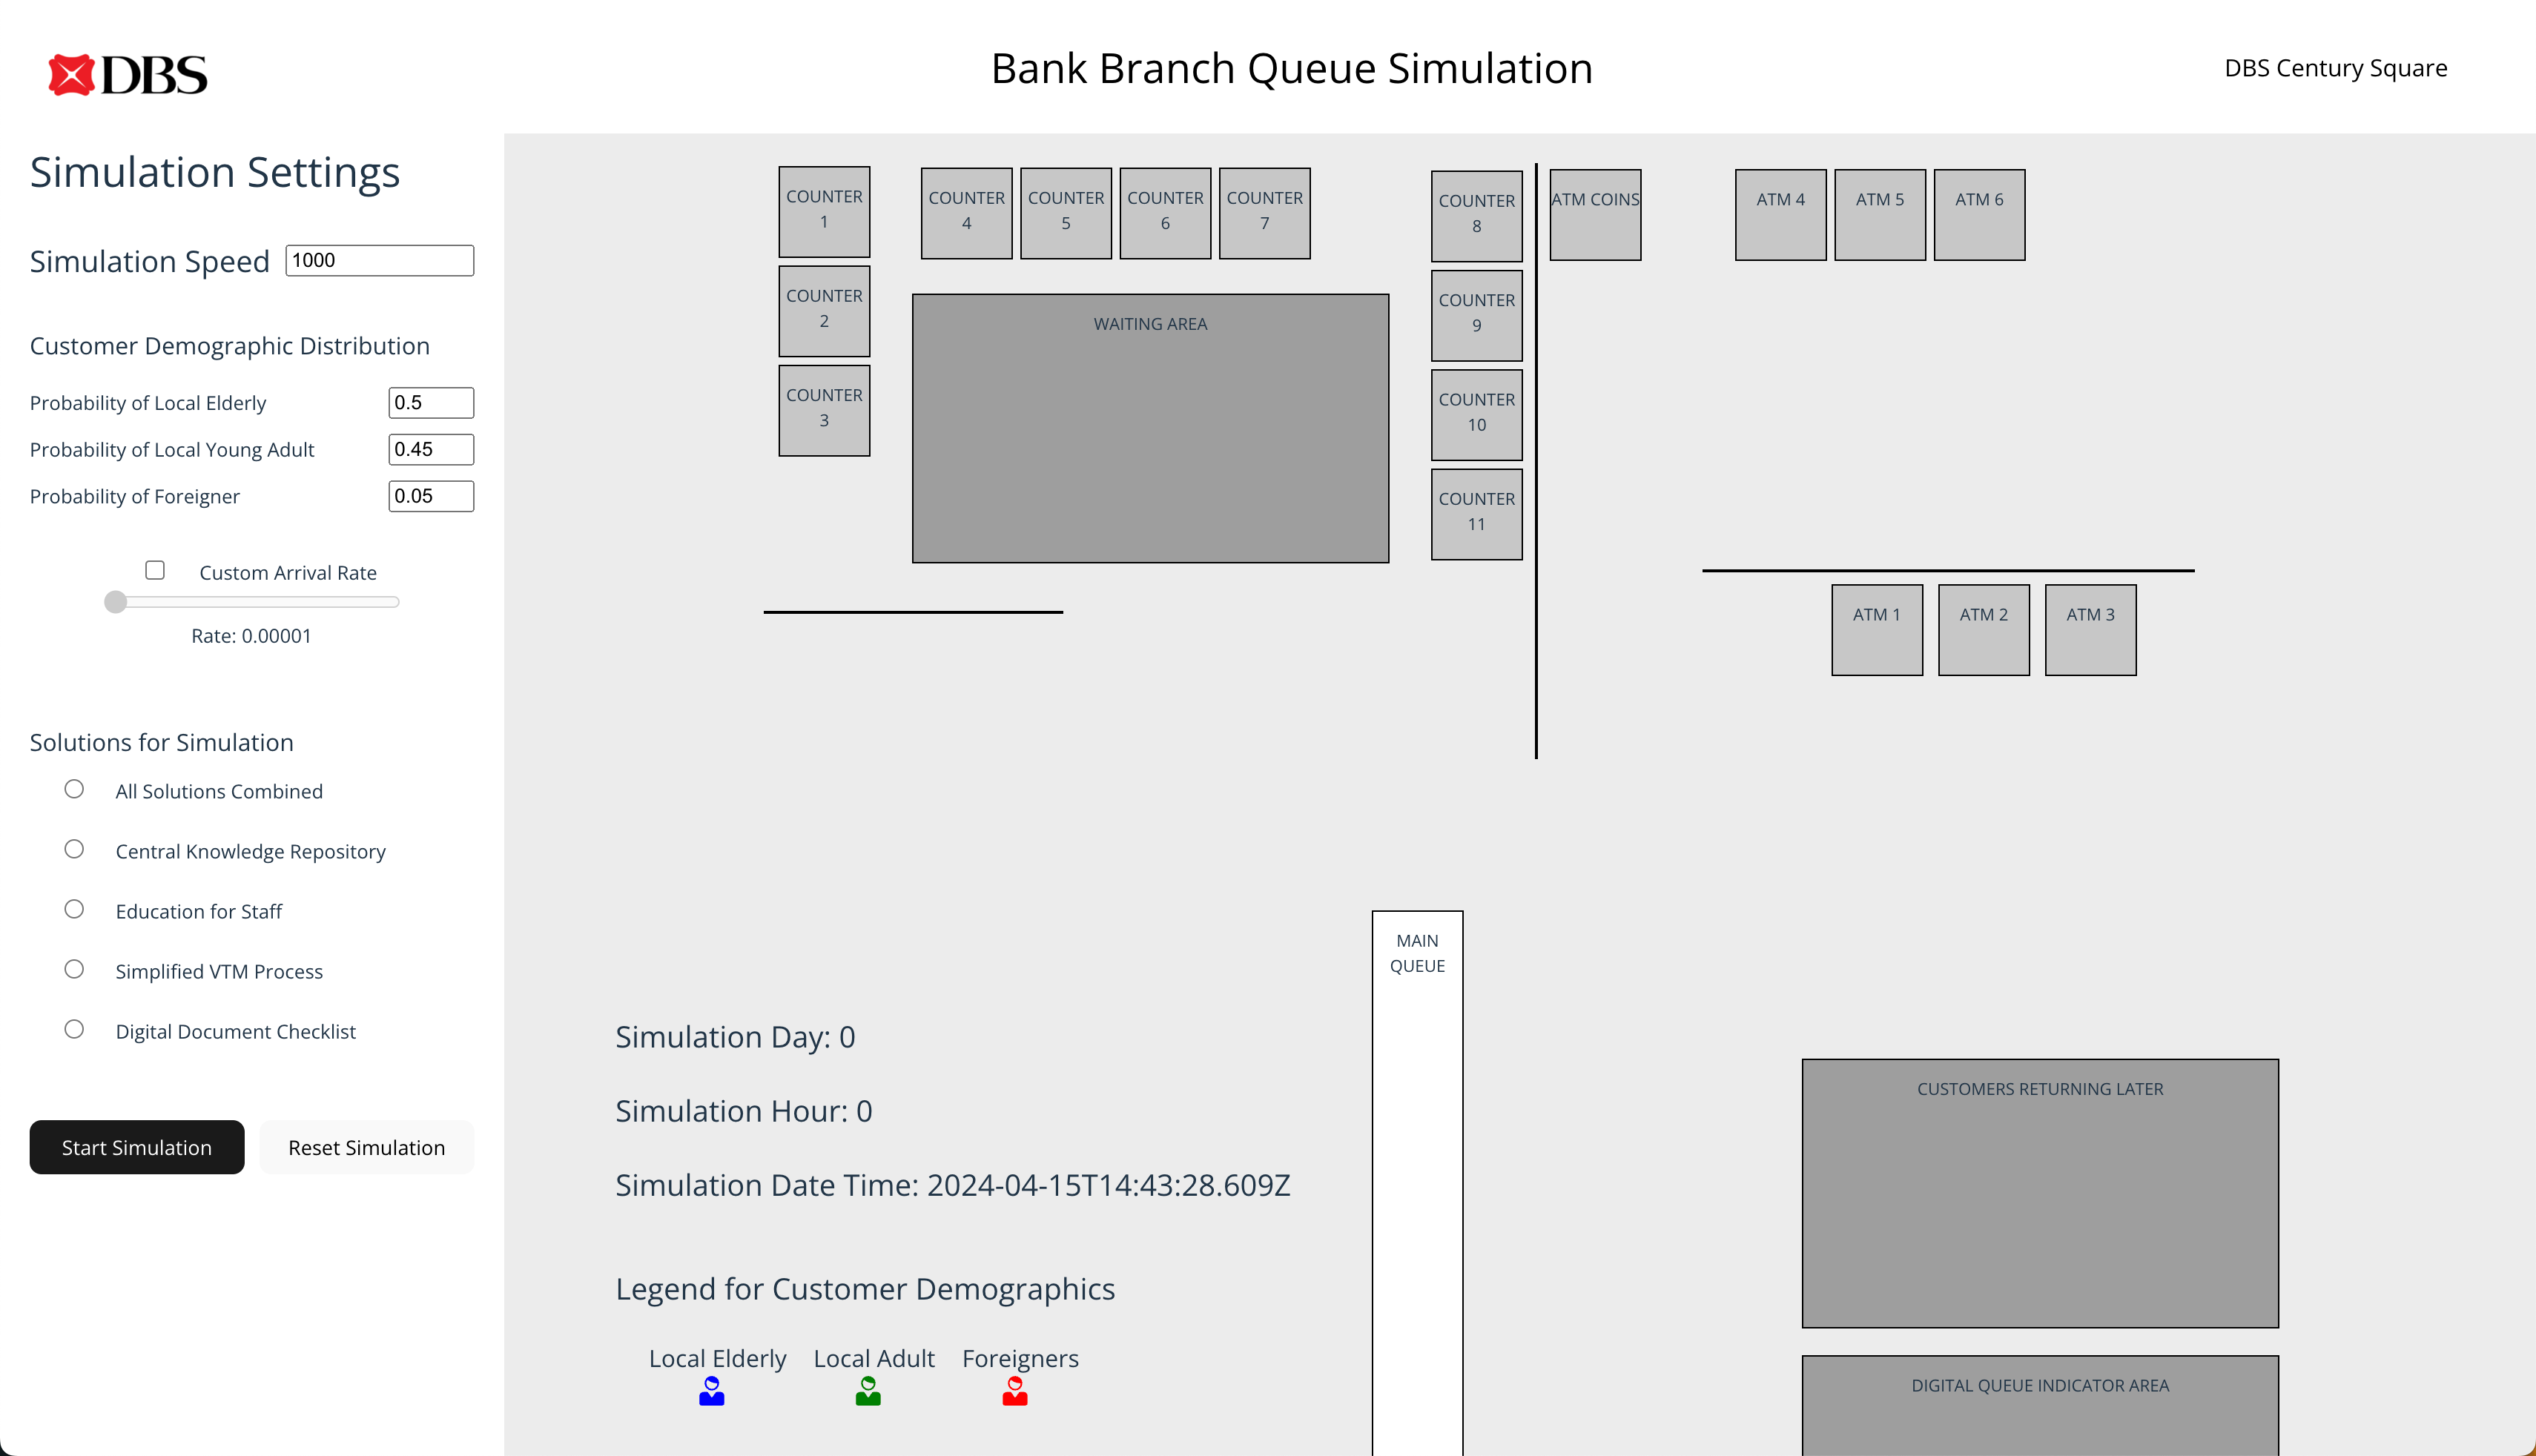 DBS
Bank Branch Queue Simulation
DBS Century Square
Simulation Settings
Simulation Speed 1000
Customer Demographic Distribution
Probability of Local Elderly 0.5
Probability of Local Young Adult 0.45
Probability of Foreigner 0.05
Custom Arrival Rate
Rate: 0.00001
Solutions for Simulation
All Solutions Combined
Central Knowledge Repository
Education for Staff
Simplified VTM Process
Digital Document Checklist
Start Simulation
Reset Simulation
COUNTER
1
COUNTER
2
COUNTER
3
COUNTER
4
COUNTER
5
COUNTER
6
COUNTER
7
WAITING AREA
COUNTER
8
COUNTER
9
COUNTER
10
COUNTER
11
ATM COINS
ATM 4
ATM 5
ATM 6
ATM 1
ATM 2
ATM 3
MAIN
QUEUE
Simulation Day: 0
Simulation Hour: 0
Simulation Date Time: 2024-04-15T14:43:28.609Z
Legend for Customer Demographics
Local Elderly
Local Adult
Foreigners
CUSTOMERS RETURNING LATER
DIGITAL QUEUE INDICATOR AREA